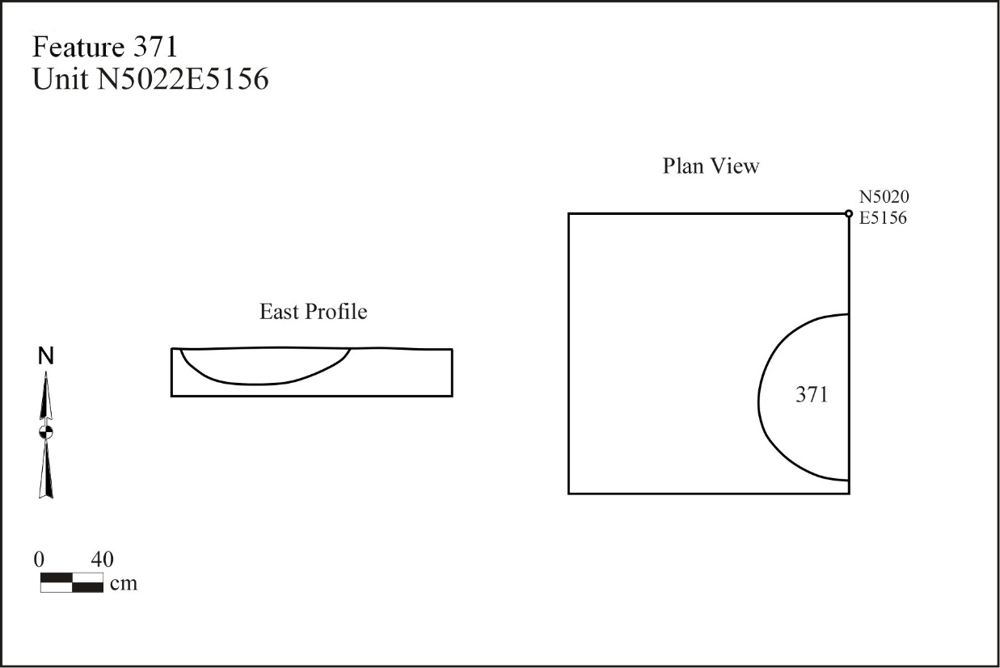 Feature 371
Unit N5022E5156
Plan View
N5020
E5156
East Profile
N
371
0 40
cm